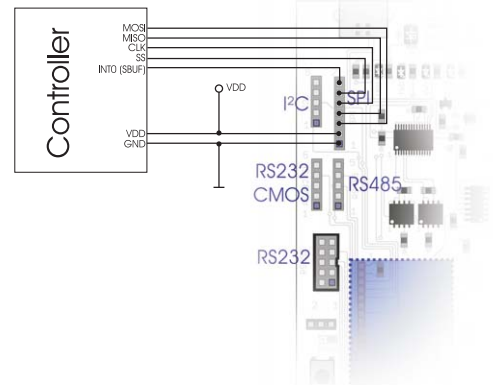 Controller
MOSI
MISO
CLK
SS
INT0 (SBUF)
VDD
GND
VDD
I²C
SPI
RS232
CMOS
RS485
RS232